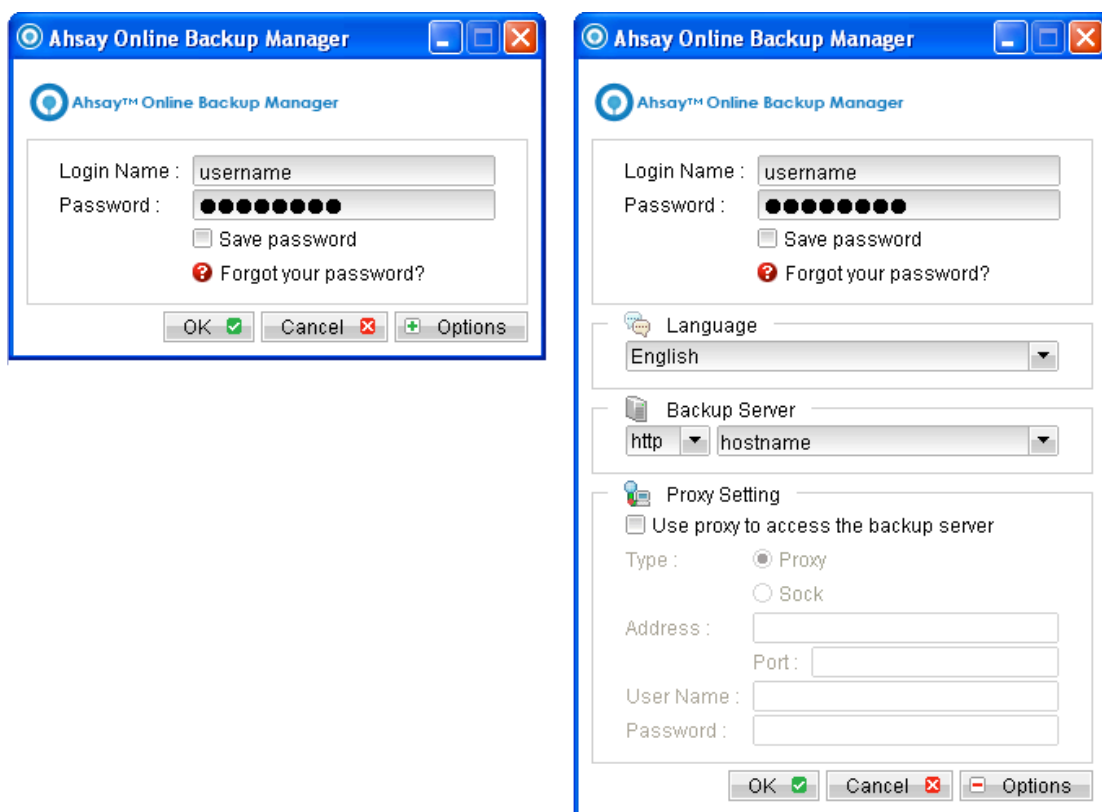 Ahsay Online Backup Manager
Ahsay™ Online Backup Manager
Login Name : username
Password : ●●●●●●●●
Save password
Forgot your password?
OK Cancel Options
Ahsay Online Backup Manager
Ahsay™ Online Backup Manager
Login Name : username
Password : ●●●●●●●●
Save password
Forgot your password?
Language
English
Backup Server
http hostname
Proxy Setting
Use proxy to access the backup server
Type : Proxy
Sock
Address :
Port :
User Name :
Password :
OK Cancel Options